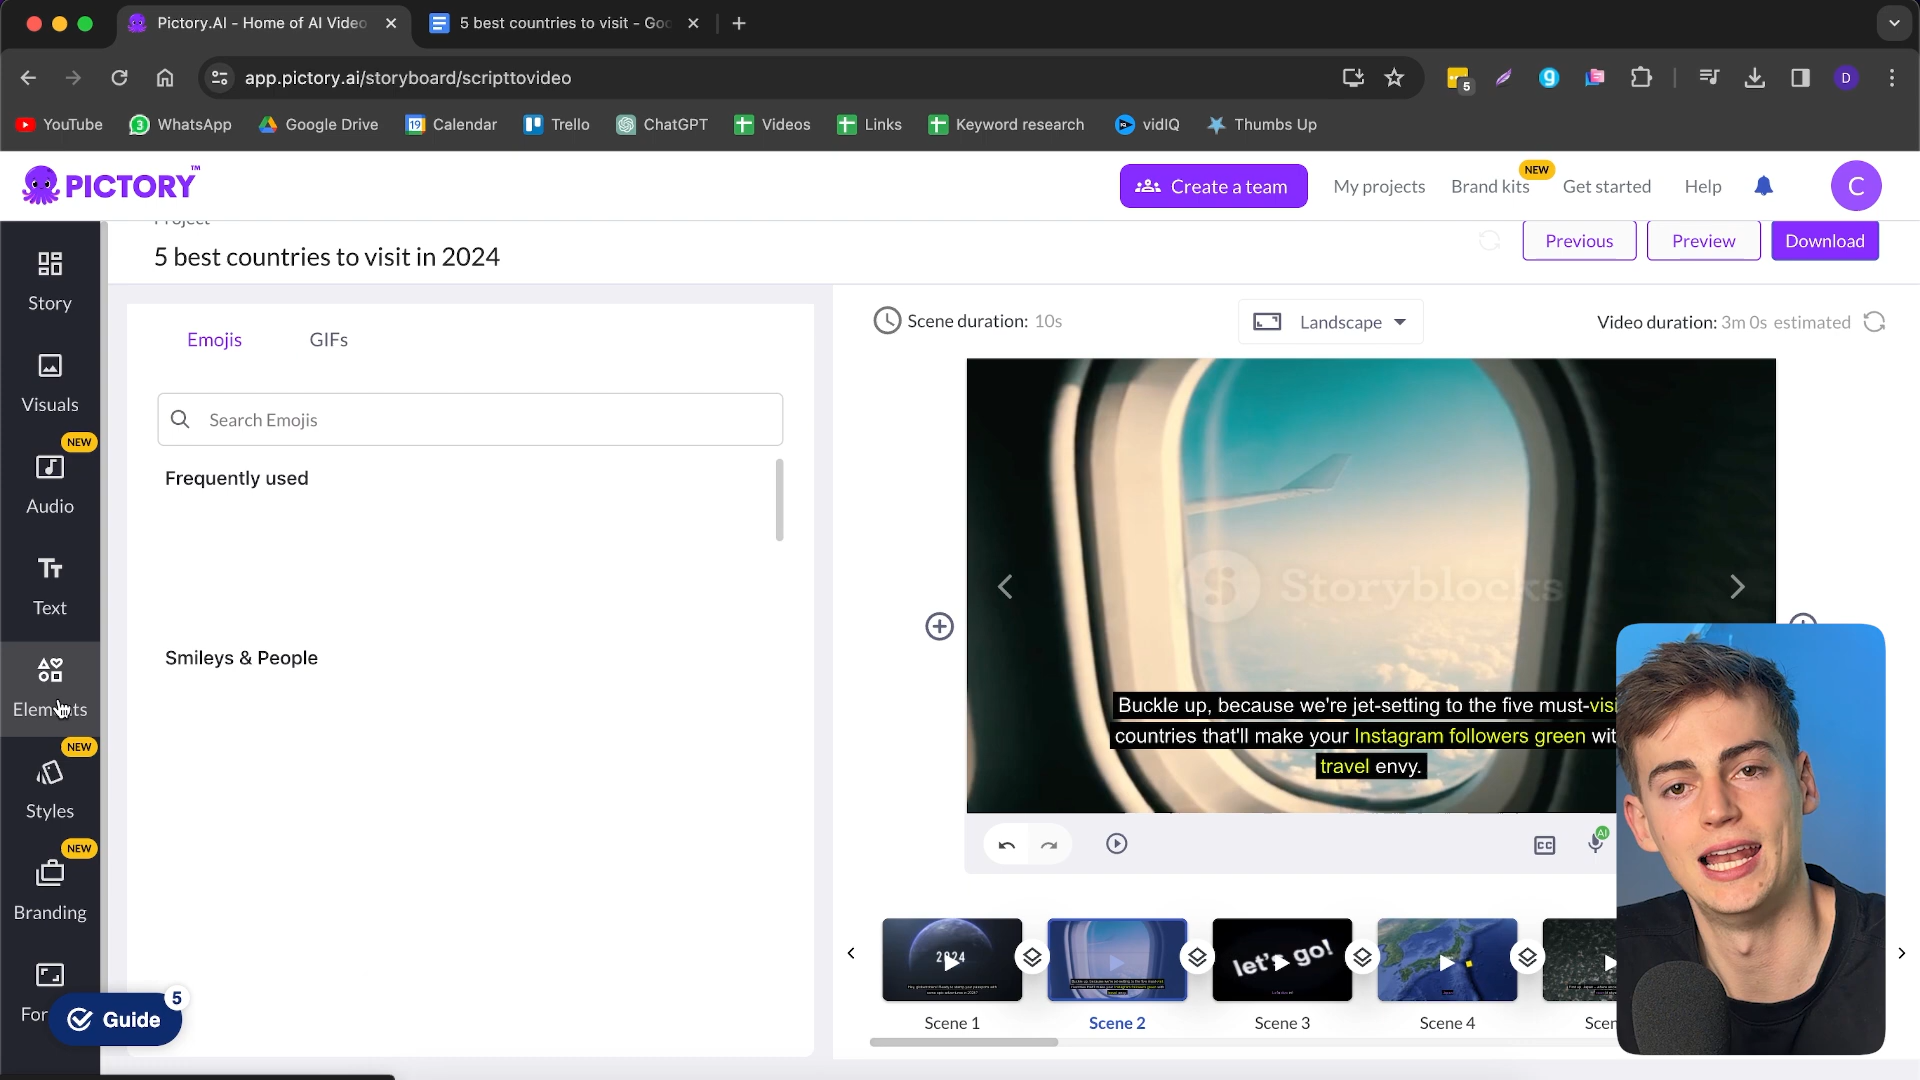 Pictory.AI - Home of AI Video
5 best countries to visit - Goo
app.pictory.ai/storyboard/scripttovideo
5
D
YouTube
WhatsApp
Google Drive
Calendar
Trello
ChatGPT
Videos
Links
Keyword research
vidIQ
Thumbs Up
PICTORY™
Create a team
My projects
Brand kits
NEW
Get started
Help
C
Project
5 best countries to visit in 2024
Previous
Preview
Download
Story
Visuals
NEW
Audio
Text
Elements
NEW
Styles
NEW
Branding
For
Guide
5
Emojis
GIFs
Search Emojis
Frequently used
Smileys & People
Scene duration: 10s
Landscape
Video duration: 3m 0s estimated
Storyblocks
Buckle up, because we're jet-setting to the five must-visi
countries that'll make your Instagram followers green wit
travel envy.
AI
2024
let's go!
Scene 1
Scene 2
Scene 3
Scene 4
Scen